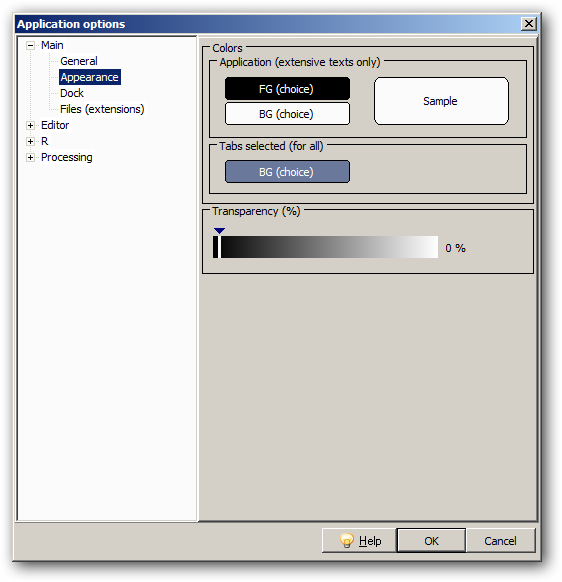 Application options
Main
General
Appearance
Dock
Files (extensions)
Editor
R
Processing
Colors
Application (extensive texts only)
FG (choice)
BG (choice)
Sample
Tabs selected (for all)
BG (choice)
Transparency (%)
0 %
Help
OK
Cancel